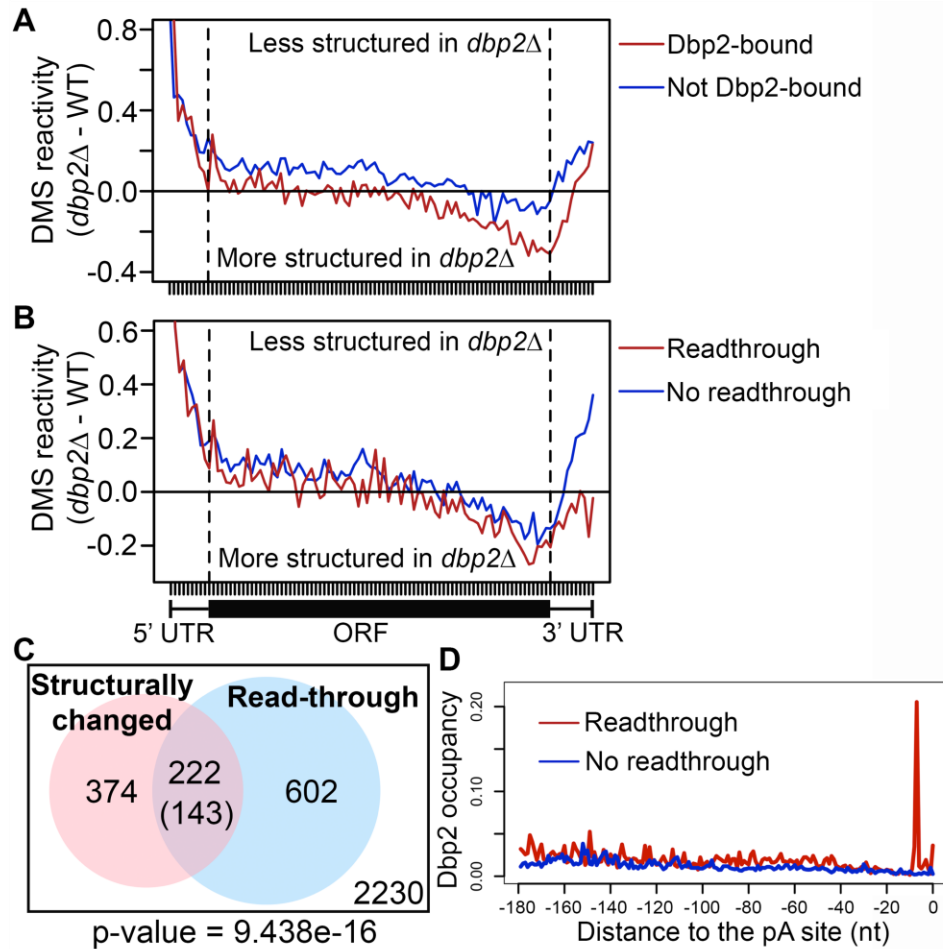 A
0.8
0.4
0.0
-0.4
DMS reactivity
(dbp2Δ - WT)
Less structured in dbp2Δ
More structured in dbp2Δ
Dbp2-bound
Not Dbp2-bound
B
0.6
0.4
0.2
0.0
-0.2
DMS reactivity
(dbp2Δ - WT)
Less structured in dbp2Δ
More structured in dbp2Δ
Readthrough
No readthrough
5' UTR ORF 3' UTR
C
Structurally
changed
Read-through
374
222
(143)
602
2230
p-value = 9.438e-16
D
Dbp2 occupancy
0.20
0.10
0.00
Readthrough
No readthrough
-180 -160 -140 -120 -100 -80 -60 -40 -20 0
Distance to the pA site (nt)